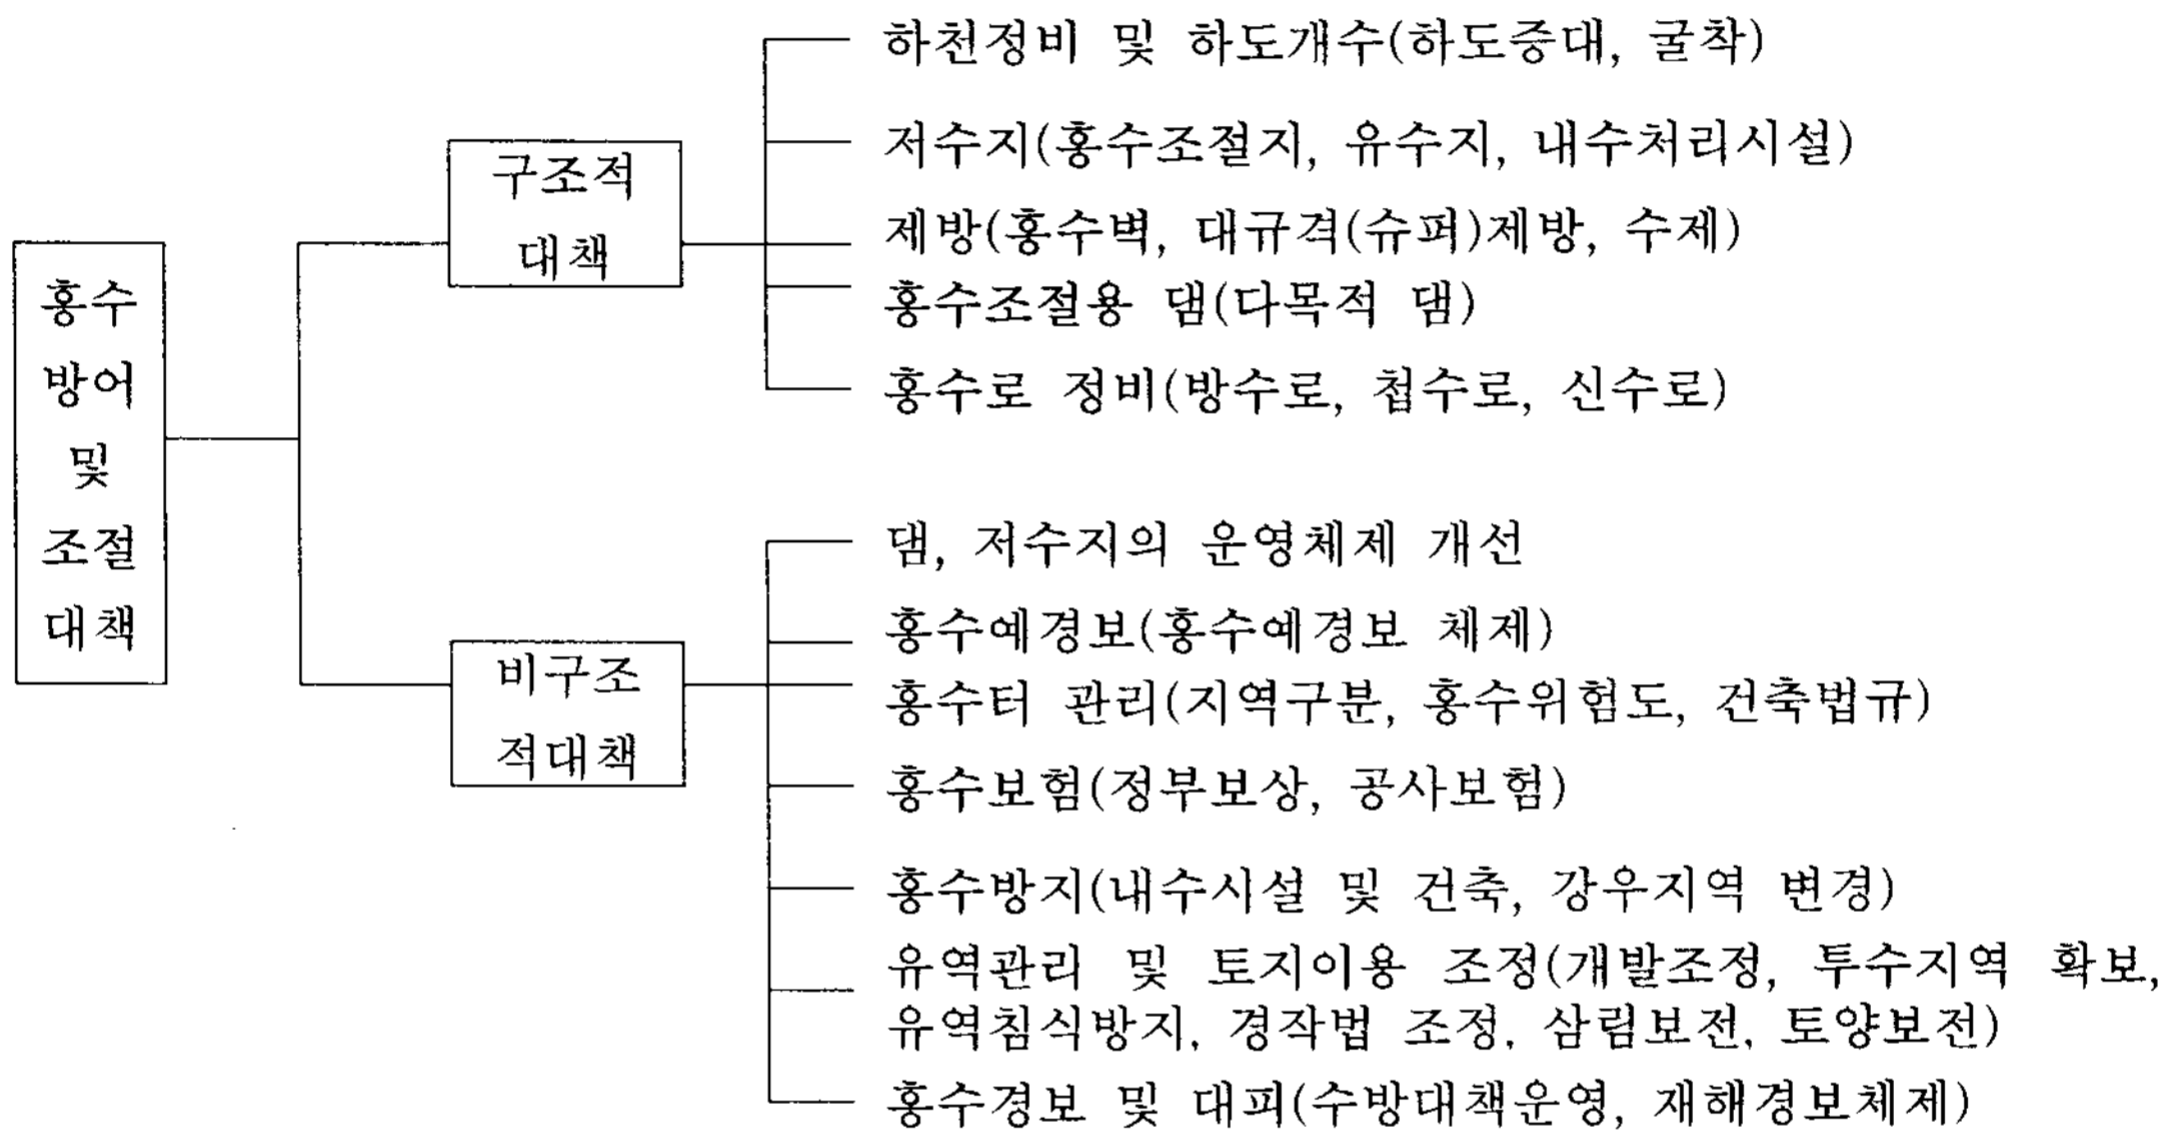 홍수
방어
및
조절
대책
구조적
대책
하천정비 및 하도개수(하도증대, 굴착)
저수지(홍수조절지, 유수지, 내수처리시설)
제방(홍수벽, 대규격(슈퍼)제방, 수제)
홍수조절용 댐(다목적 댐)
홍수로 정비(방수로, 첩수로, 신수로)
비구조
적대책
댐, 저수지의 운영체제 개선
홍수예경보(홍수예경보 체제)
홍수터 관리(지역구분, 홍수위험도, 건축법규)
홍수보험(정부보상, 공사보험)
홍수방지(내수시설 및 건축, 강우지역 변경)
유역관리 및 토지이용 조정(개발조정, 투수지역 확보,
유역침식방지, 경작법 조정, 삼림보전, 토양보전)
홍수경보 및 대피(수방대책운영, 재해경보체제)